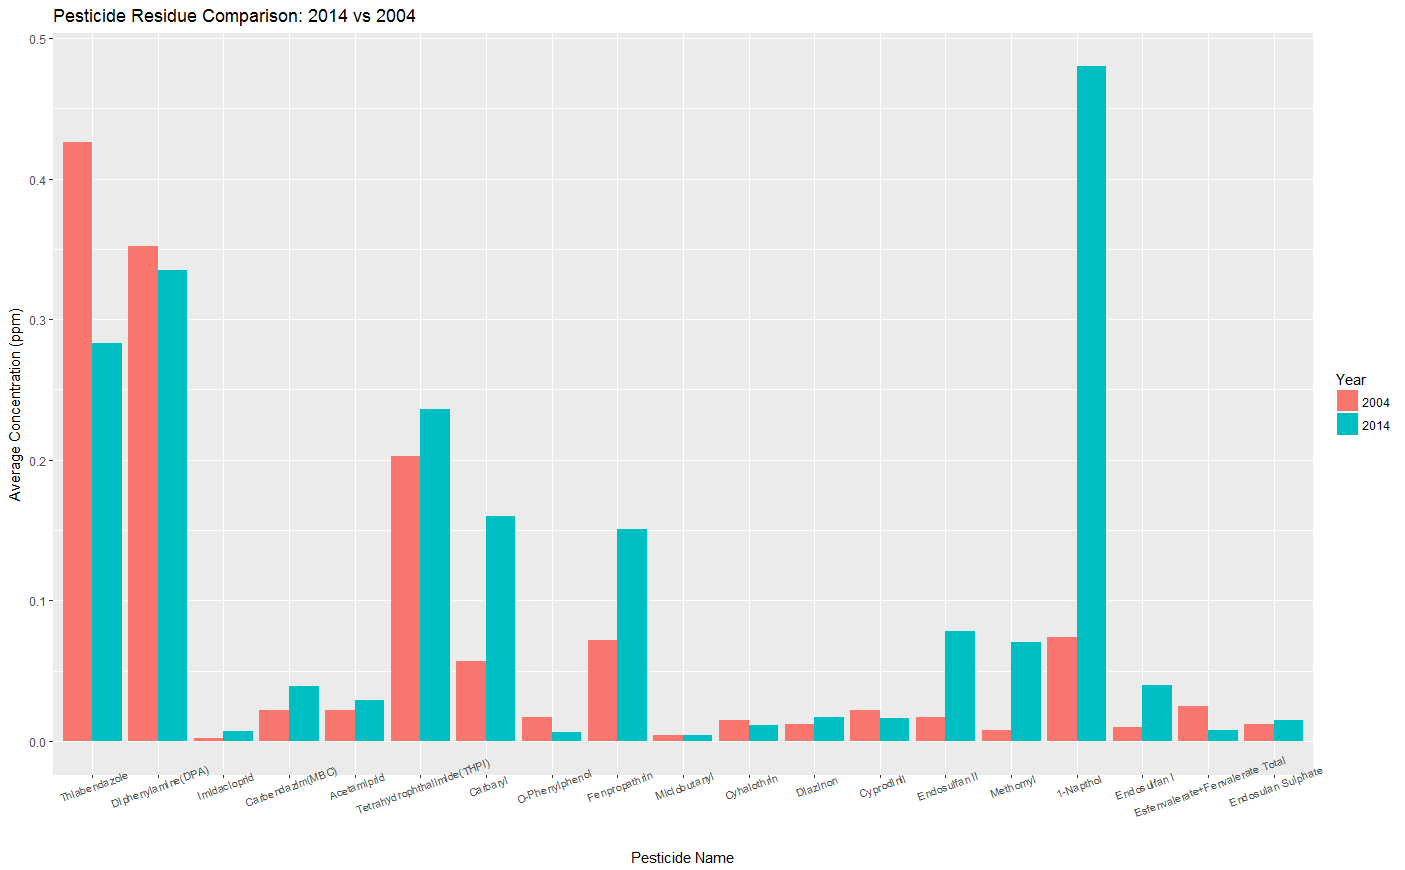 Pesticide Residue Comparison: 2014 vs 2004
0.5
0.4
0.3
0.2
0.1
0.0
Average Concentration (ppm)
Year
2004
2014
Thiabendazole
Diphenylamine(DPA)
Imidacloprid
Carbendazim(MBC)
Acetamiprid
Tetrahydrophthalimide(THPI)
Carbaryl
O-Phenylphenol
Fenpropathrin
Miclobutanyl
Cyhalothrin
Diazinon
Cyprodinil
Endosulfan II
Methomyl
1-Napthol
Endosulfan I
Esfenvalerate+Fenvalerate Total
Endosulan Sulphate
Pesticide Name